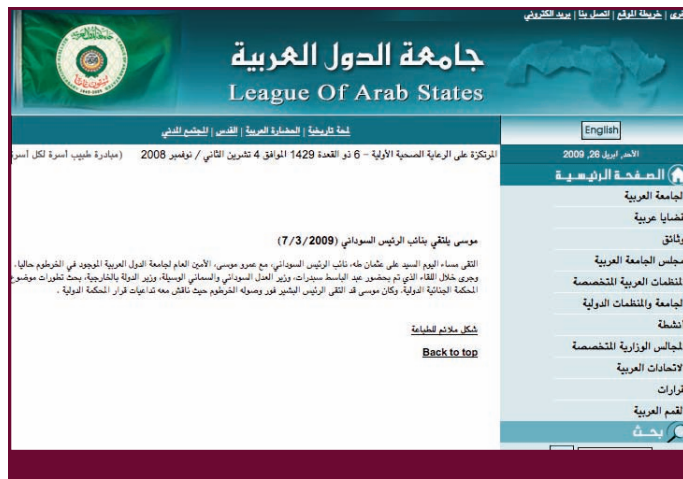 خريطة الموقع | اتصل بنا | بريد الكتروني
جامعة الدول العربية
League Of Arab States
لمحة تاريخية | الحضارة العربية | القدس | المجتمع المدني
English
المرتكزة على الرعاية الصحية الأولية – 6 ذو القعدة 1429 الموافق 4 تشرين الثاني / نوفمبر 2008 (مبادرة طبيب أسرة لكل أسرة
الأحد, ابريل 26, 2009
الصفحة الرئيسية
الجامعة العربية
قضايا عربية
وثائق
مجلس الجامعة العربية
المنظمات العربية المتخصصة
الجامعة والمنظمات الدولية
انشطة
المجالس الوزارية المتخصصة
الاتحادات العربية
قرارات
القمم العربية
بحث
موسى يلتقي بنائب الرئيس السوداني (7/3/2009)
التقى مساء اليوم السيد على عثمان طه، نائب الرئيس السوداني، مع عمرو موسى، الأمين العام لجامعة الدول العربية الموجود في الخرطوم حاليا،
وجرى خلال اللقاء الذي تم بحضور عبد الباسط سبدرات، وزير العدل السوداني والسماني الوسيلة، وزير الدولة بالخارجية، بحث تطورات موضوع
المحكمة الجنائية الدولية، وكان موسى قد التقى الرئيس البشير فور وصوله الخرطوم حيث ناقش معه تداعيات قرار المحكمة الدولية .
شكل ملائم للطباعة
Back to top